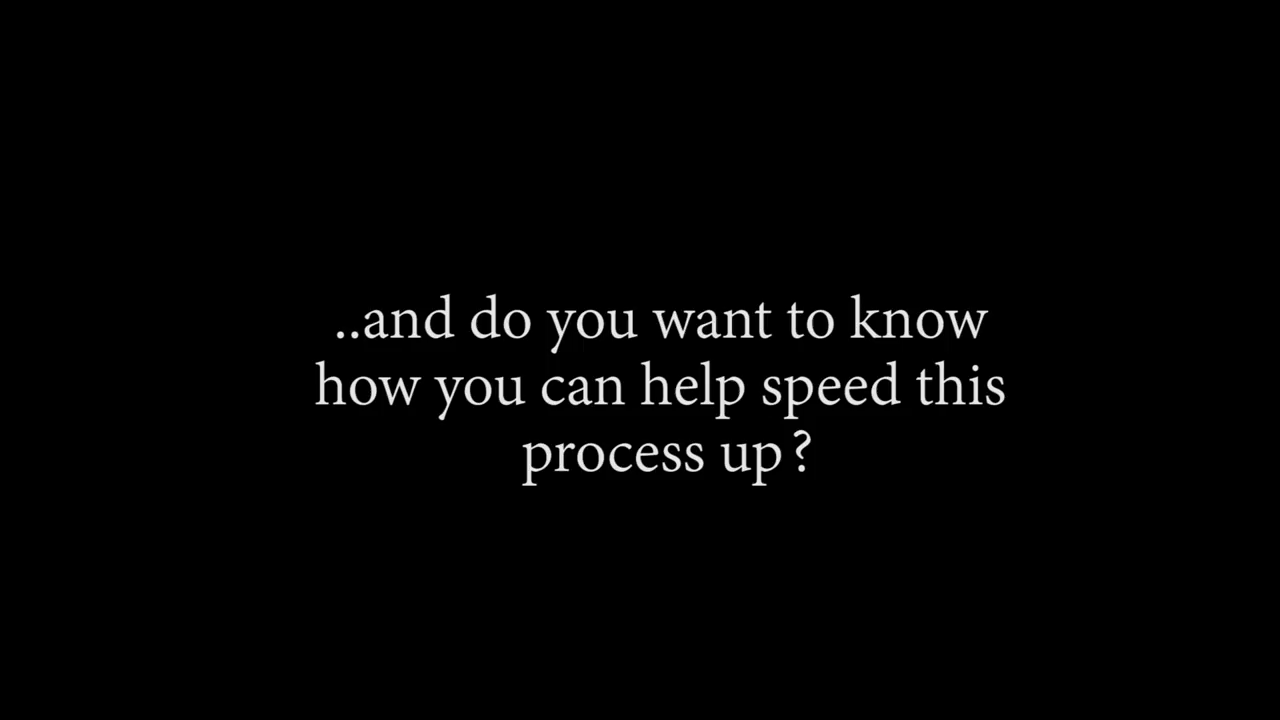 ..and do you want to know
how you can help speed this
process up?